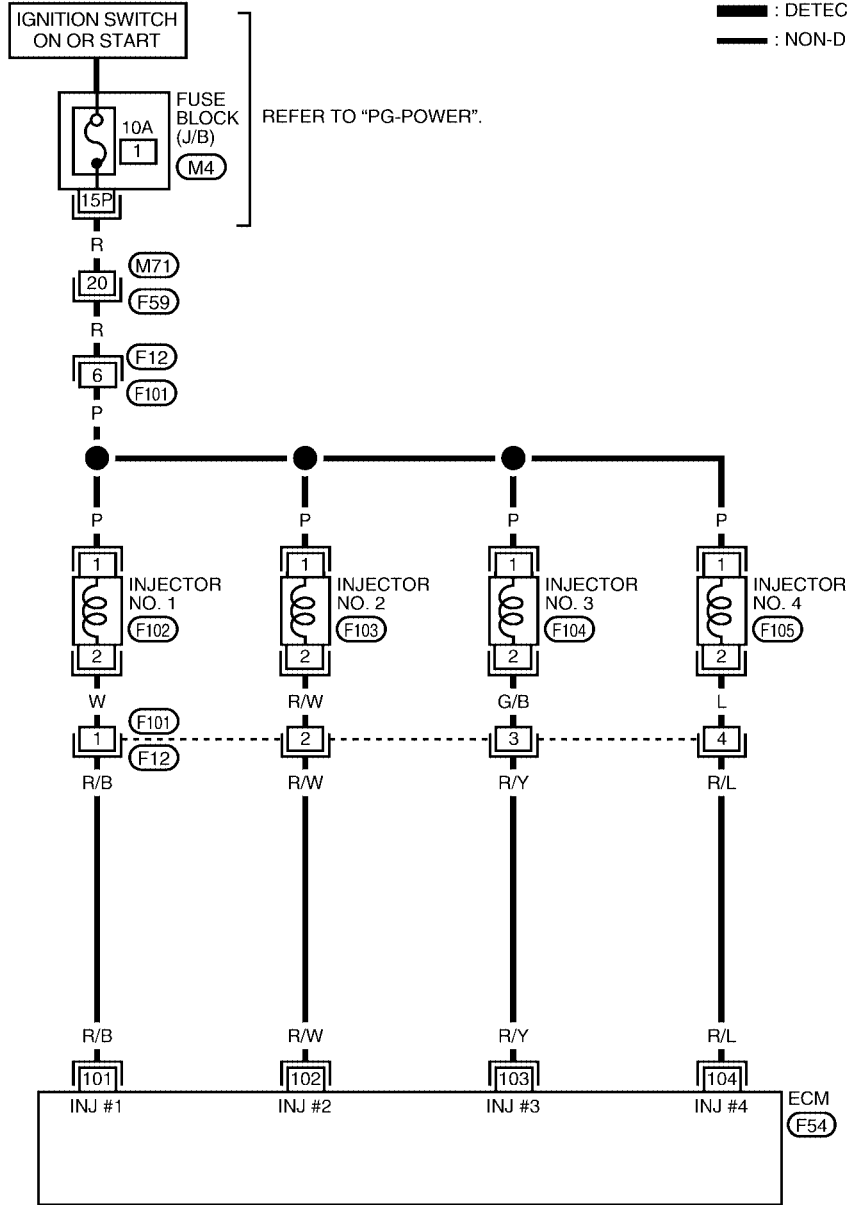 IGNITION SWITCH
ON OR START
: DETEC
: NON-D
FUSE
BLOCK
(J/B)
REFER TO “PG-POWER”.
10A
1
M4
15P
R
M71
20
F59
R
F12
6
F101
P
P P P P
1 1 1 1
INJECTOR
NO. 1
F102
INJECTOR
NO. 2
F103
INJECTOR
NO. 3
F104
INJECTOR
NO. 4
F105
2 2 2 2
W R/W G/B L
F101
1 2 3 4
F12
R/B R/W R/Y R/L
R/B R/W R/Y R/L
101 102 103 104
INJ #1 INJ #2 INJ #3 INJ #4
ECM
F54